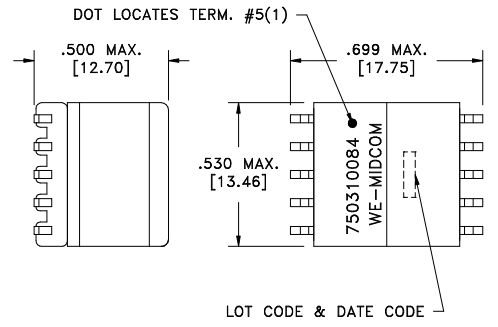 DOT LOCATES TERM. #5(1)
.500 MAX.
[12.70]
.699 MAX.
[17.75]
.530 MAX.
[13.46]
750310084
WE-MIDCOM
LOT CODE & DATE CODE